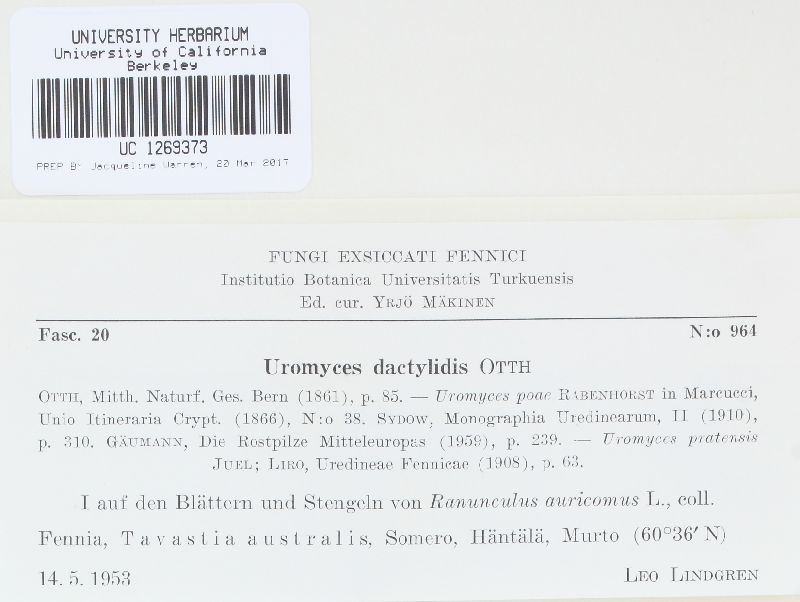 UNIVERSITY HERBARIUM
University of California
Berkeley
UC 1269373
PREP BY Jacqueline Warren, 20 Mar 2017
FUNGI EXSICCATI FENNICI
Institutio Botanica Universitatis Turkuensis
Ed. cur. YRJÖ MÄKINEN
Fasc. 20 N:o 964
Uromyces dactylidis OTTH
OTTH, Mitth. Naturf. Ges. Bern (1861), p. 85. — Uromyces poae RABENHORST in Marcucci,
Unio Itineraria Crypt. (1866), N:o 38. SYDOW, Monographia Uredinearum, II (1910),
p. 310. GÄUMANN, Die Rostpilze Mitteleuropas (1959), p. 239. — Uromyces pratensis
JUEL; LIRO, Uredineae Fennicae (1908), p. 63.
I auf den Blättern und Stengeln von Ranunculus auricomus L., coll.
Fennia, Tavastia australis, Somero, Häntälä, Murto (60°36′ N)
14. 5. 1953 LEO LINDGREN